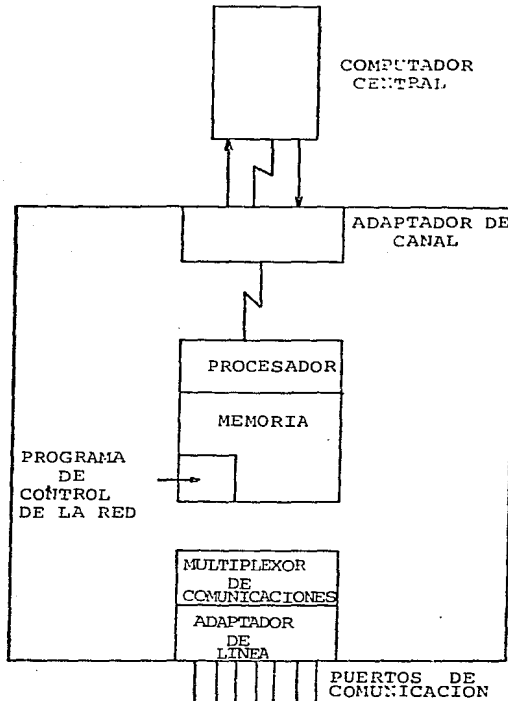 COMPUTADOR
CENTRAL
ADAPTADOR DE
CANAL
PROCESADOR
MEMORIA
PROGRAMA
DE
CONTROL
DE LA RED
MULTIPLEXOR
DE
COMUNICACIONES
ADAPTADOR
DE
LINEA
PUERTOS DE
COMUNICACION